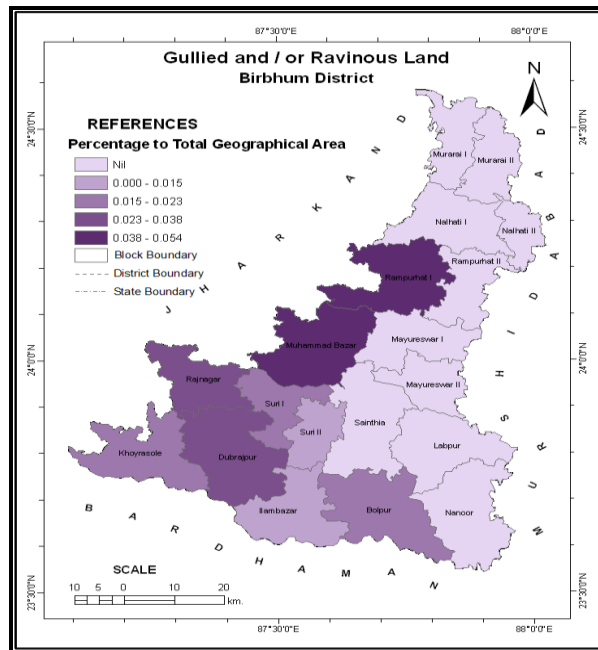 87°30'0"E
88°0'0"E
Gullied and / or Ravinous Land
Birbhum District
N
24°30'0"N
24°30'0"N
REFERENCES
Percentage to Total Geographical Area
Nil
0.000 - 0.015
0.015 - 0.023
0.023 - 0.038
0.038 - 0.054
Block Boundary
District Boundary
State Boundary
JHARKAND
MURSHIDABAD
BARDHAMAN
Murarai I
Murarai II
Nalhati I
Nalhati II
Rampurhat II
Rampurhat I
Mayureswar I
Muhammad Bazar
Mayureswar II
Rajnagar
Suri I
Sainthia
Suri II
Labpur
Khoyrasole
Dubrajpur
Ilambazar
Bolpur
Nanoor
24°0'0"N
24°0'0"N
SCALE
10 5 0 10 20
km.
23°30'0"N
23°30'0"N
87°30'0"E
88°0'0"E